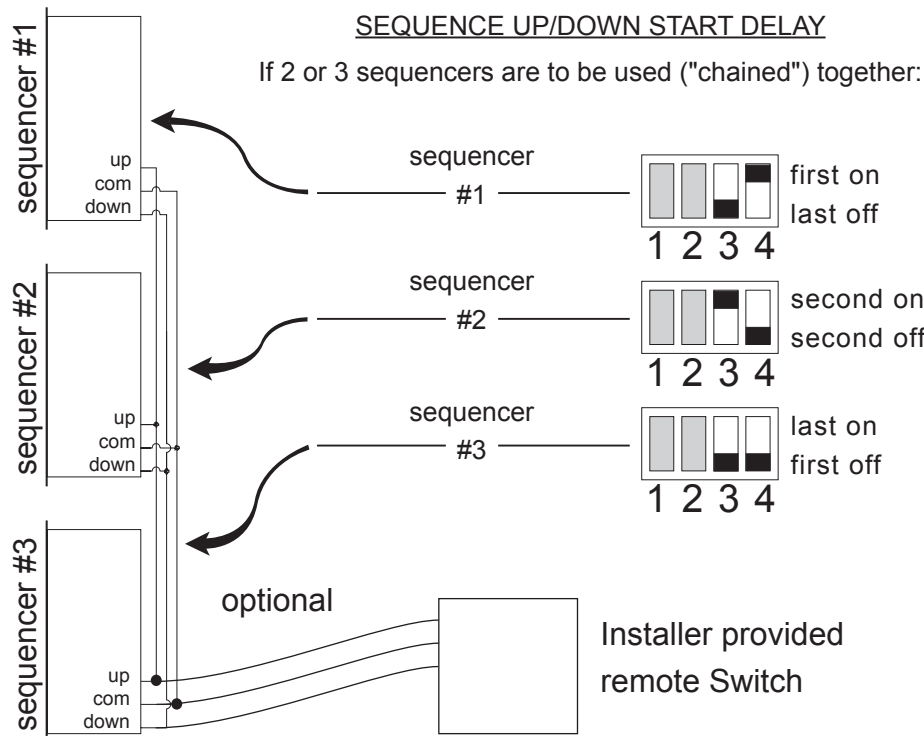 SEQUENCE UP/DOWN START DELAY
If 2 or 3 sequencers are to be used ("chained") together:
sequencer #1
up
com
down
sequencer
#1
first on
last off
1 2 3 4
sequencer #2
up
com
down
sequencer
#2
second on
second off
1 2 3 4
sequencer
#3
last on
first off
1 2 3 4
sequencer #3
up
com
down
optional
Installer provided
remote Switch